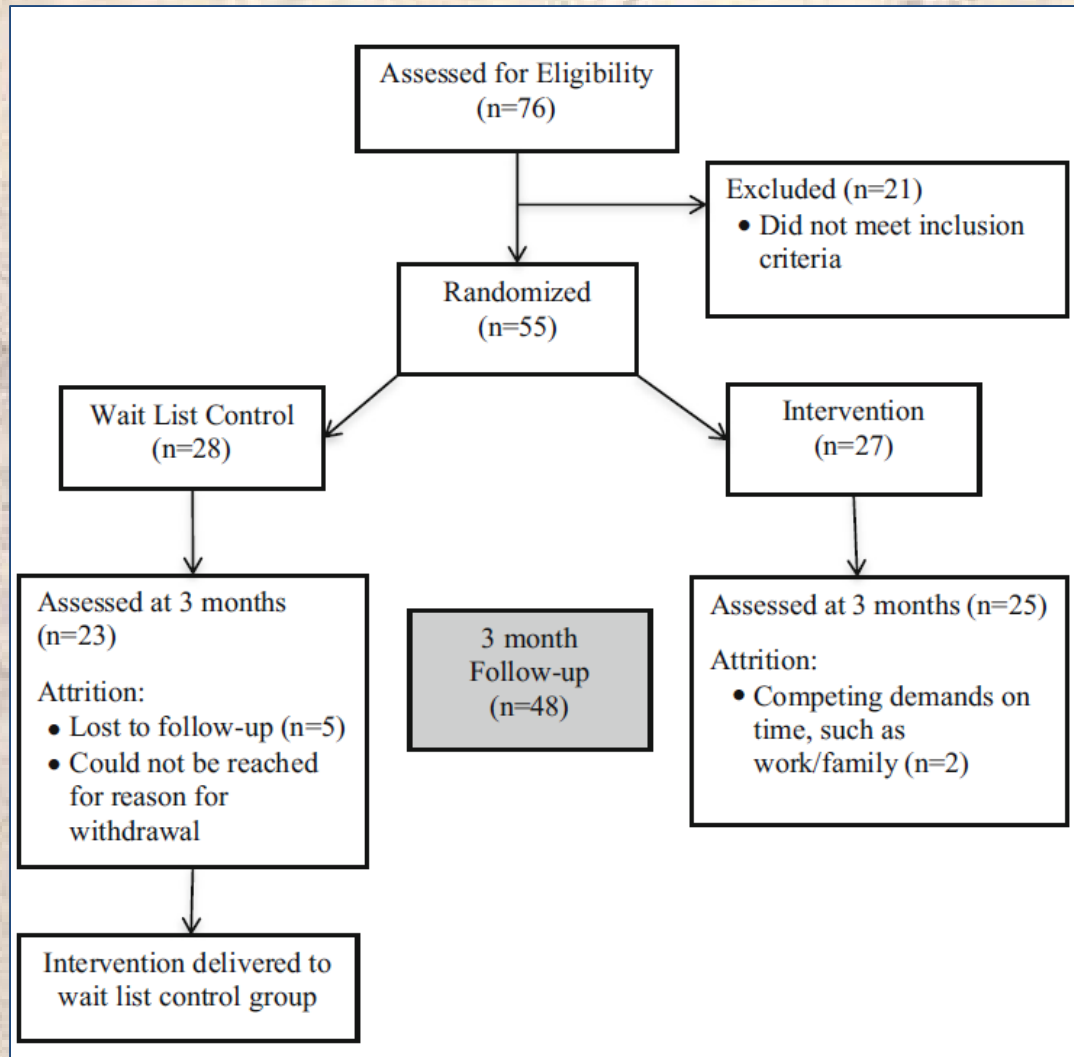 Assessed for Eligibility
(n=76)
Excluded (n=21)
• Did not meet inclusion
criteria
Randomized
(n=55)
Wait List Control
(n=28)
Intervention
(n=27)
Assessed at 3 months
(n=23)
Attrition:
• Lost to follow-up (n=5)
• Could not be reached
for reason for
withdrawal
3 month
Follow-up
(n=48)
Assessed at 3 months (n=25)
Attrition:
• Competing demands on
time, such as
work/family (n=2)
Intervention delivered to
wait list control group